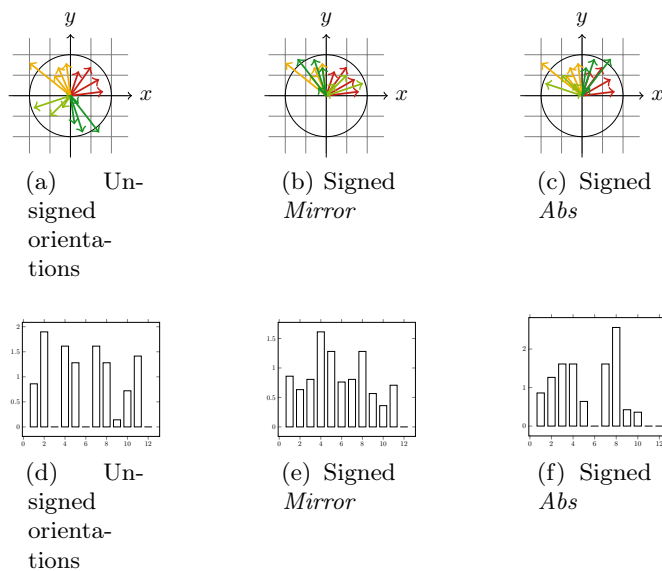 y y y
x x x
(a) Un-
signed
orienta-
tions
(b) Signed
Mirror
(c) Signed
Abs
2
1.5
1
0.5
0
0 2 4 6 8 10 12
1.5
1
0.5
0
0 2 4 6 8 10 12
2
1
0
0 2 4 6 8 10 12
(d) Un-
signed
orienta-
tions
(e) Signed
Mirror
(f) Signed
Abs